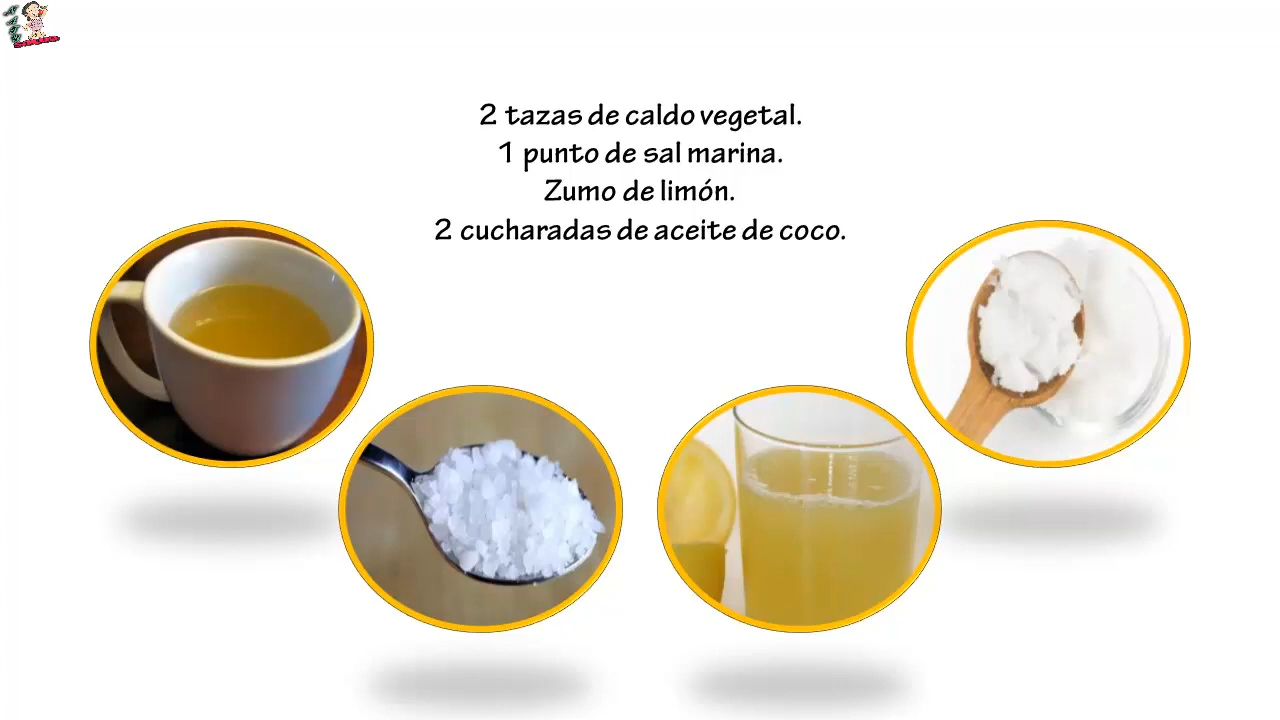 2 tazas de caldo vegetal.
1 punto de sal marina.
Zumo de limón.
2 cucharadas de aceite de coco.